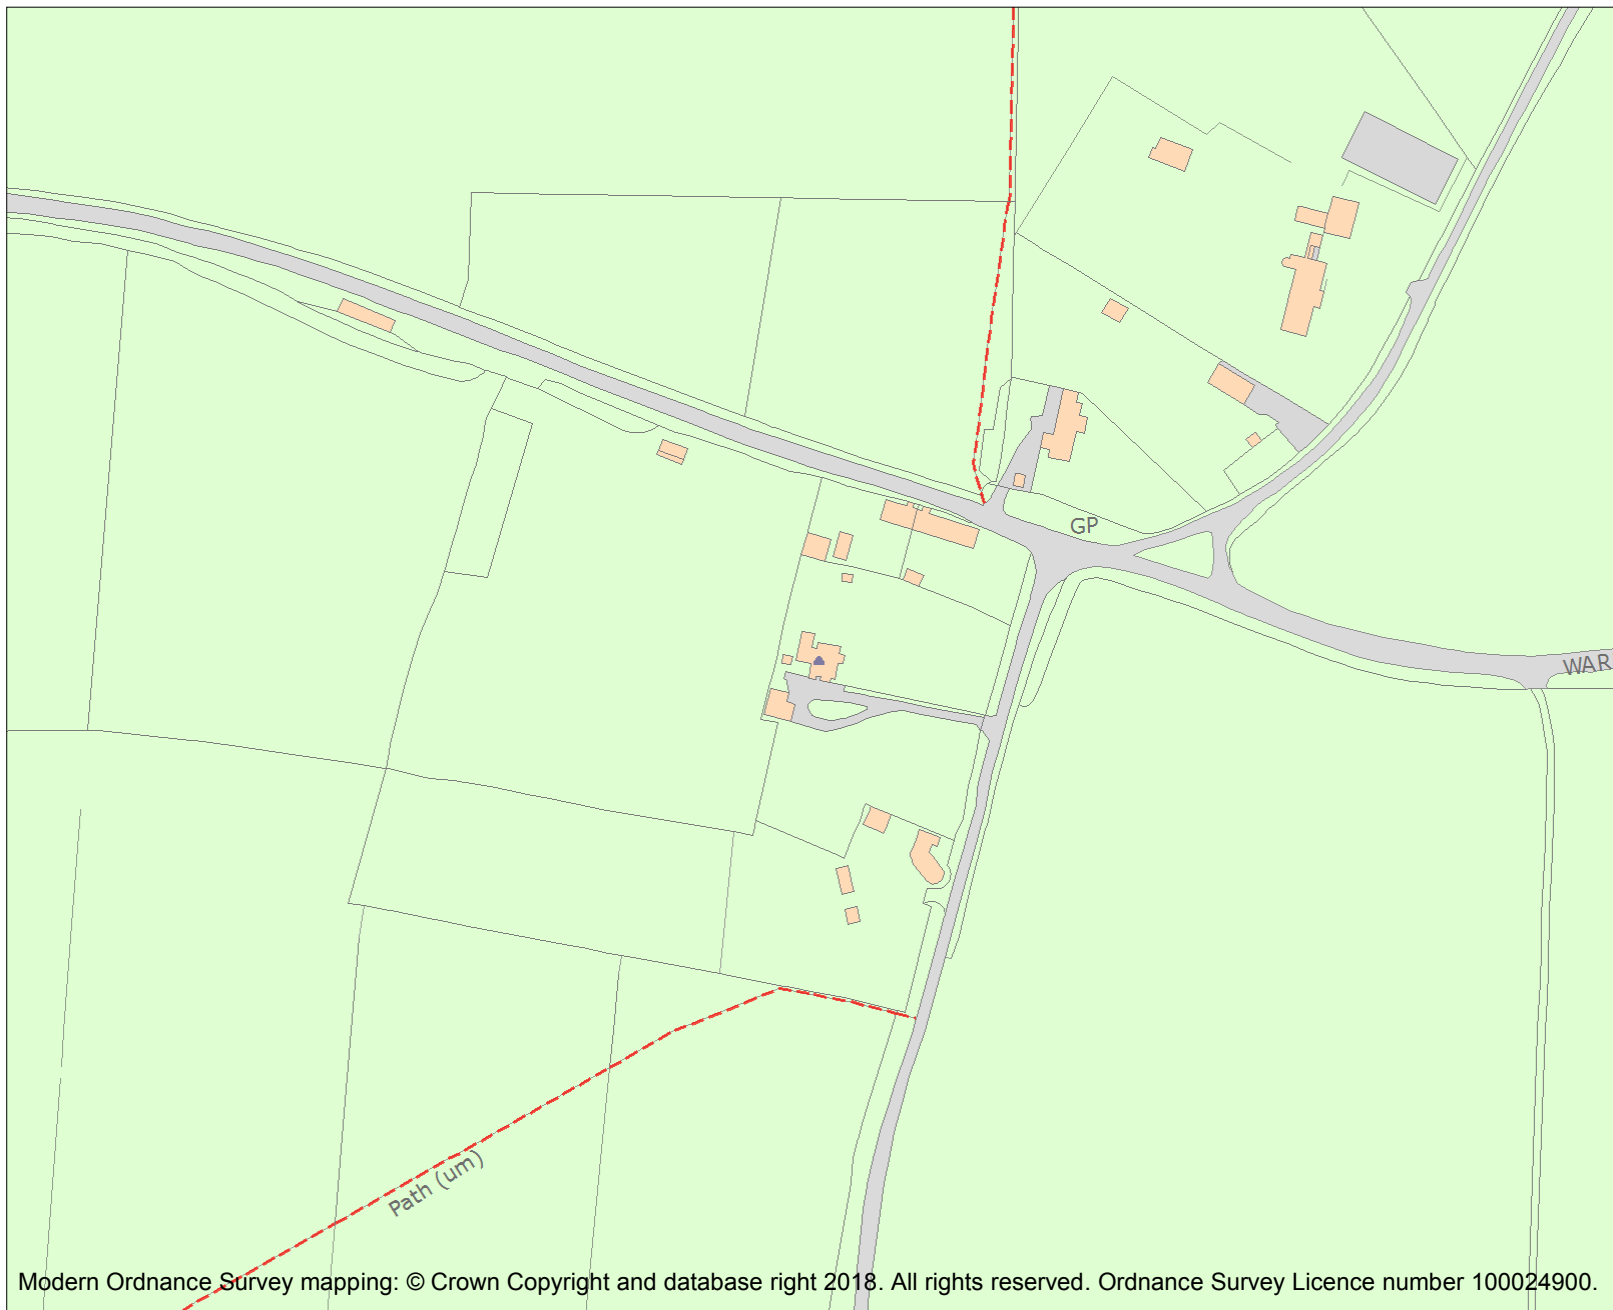 GP
WAR
Path (um)
Modern Ordnance Survey mapping: © Crown Copyright and database right 2018. All rights reserved. Ordnance Survey Licence number 100024900.